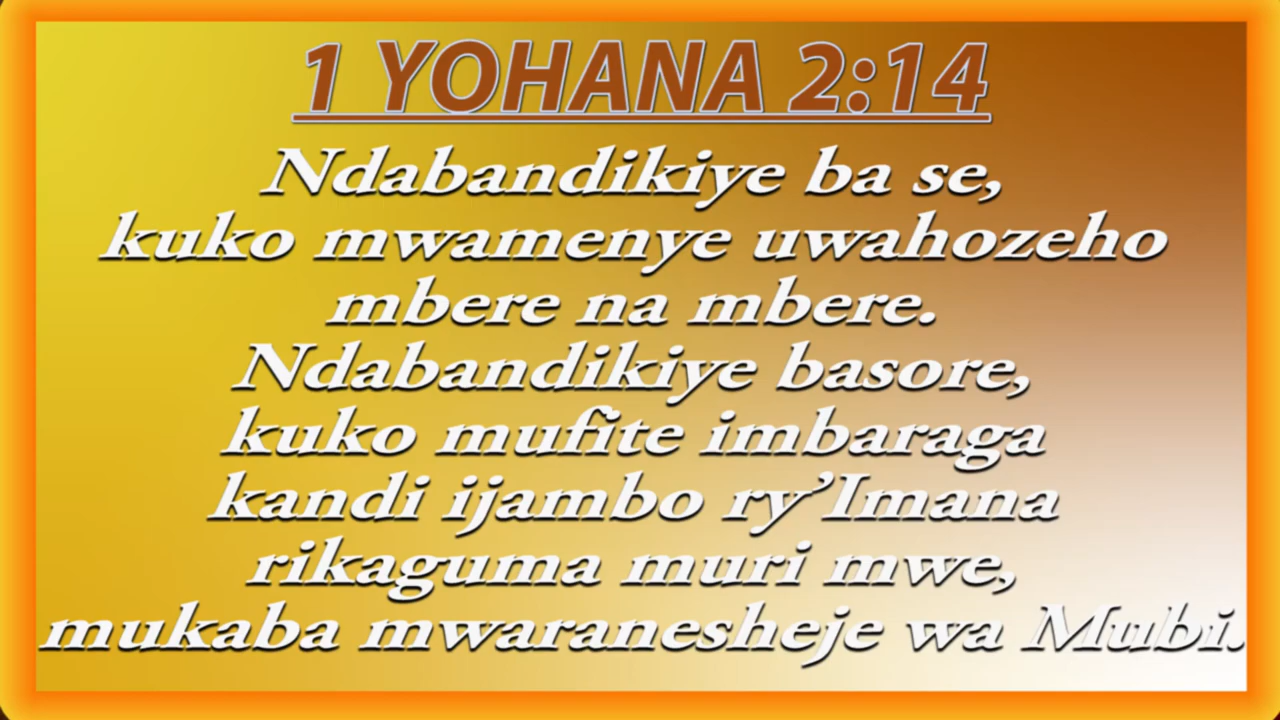 1 YOHANA 2:14
Ndabandikiye ba se,
kuko mwamenye uwahozeho
mbere na mbere.
Ndabandikiye basore,
kuko mufite imbaraga
kandi ijambo ry’Imana
rikaguma muri mwe,
mukaba mwaranesheje wa Mubi.